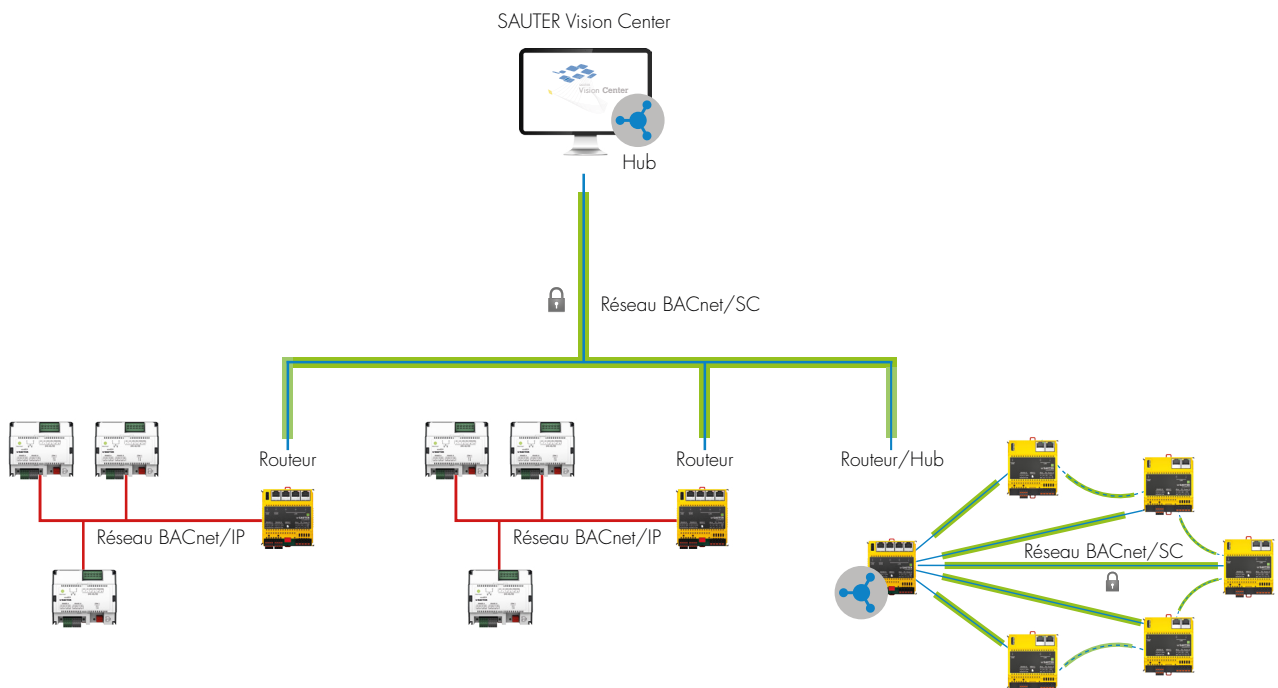 SAUTER Vision Center
Vision Center
Hub
Réseau BACnet/SC
Routeur
Routeur
Routeur/Hub
Réseau BACnet/IP
Réseau BACnet/IP
Réseau BACnet/SC